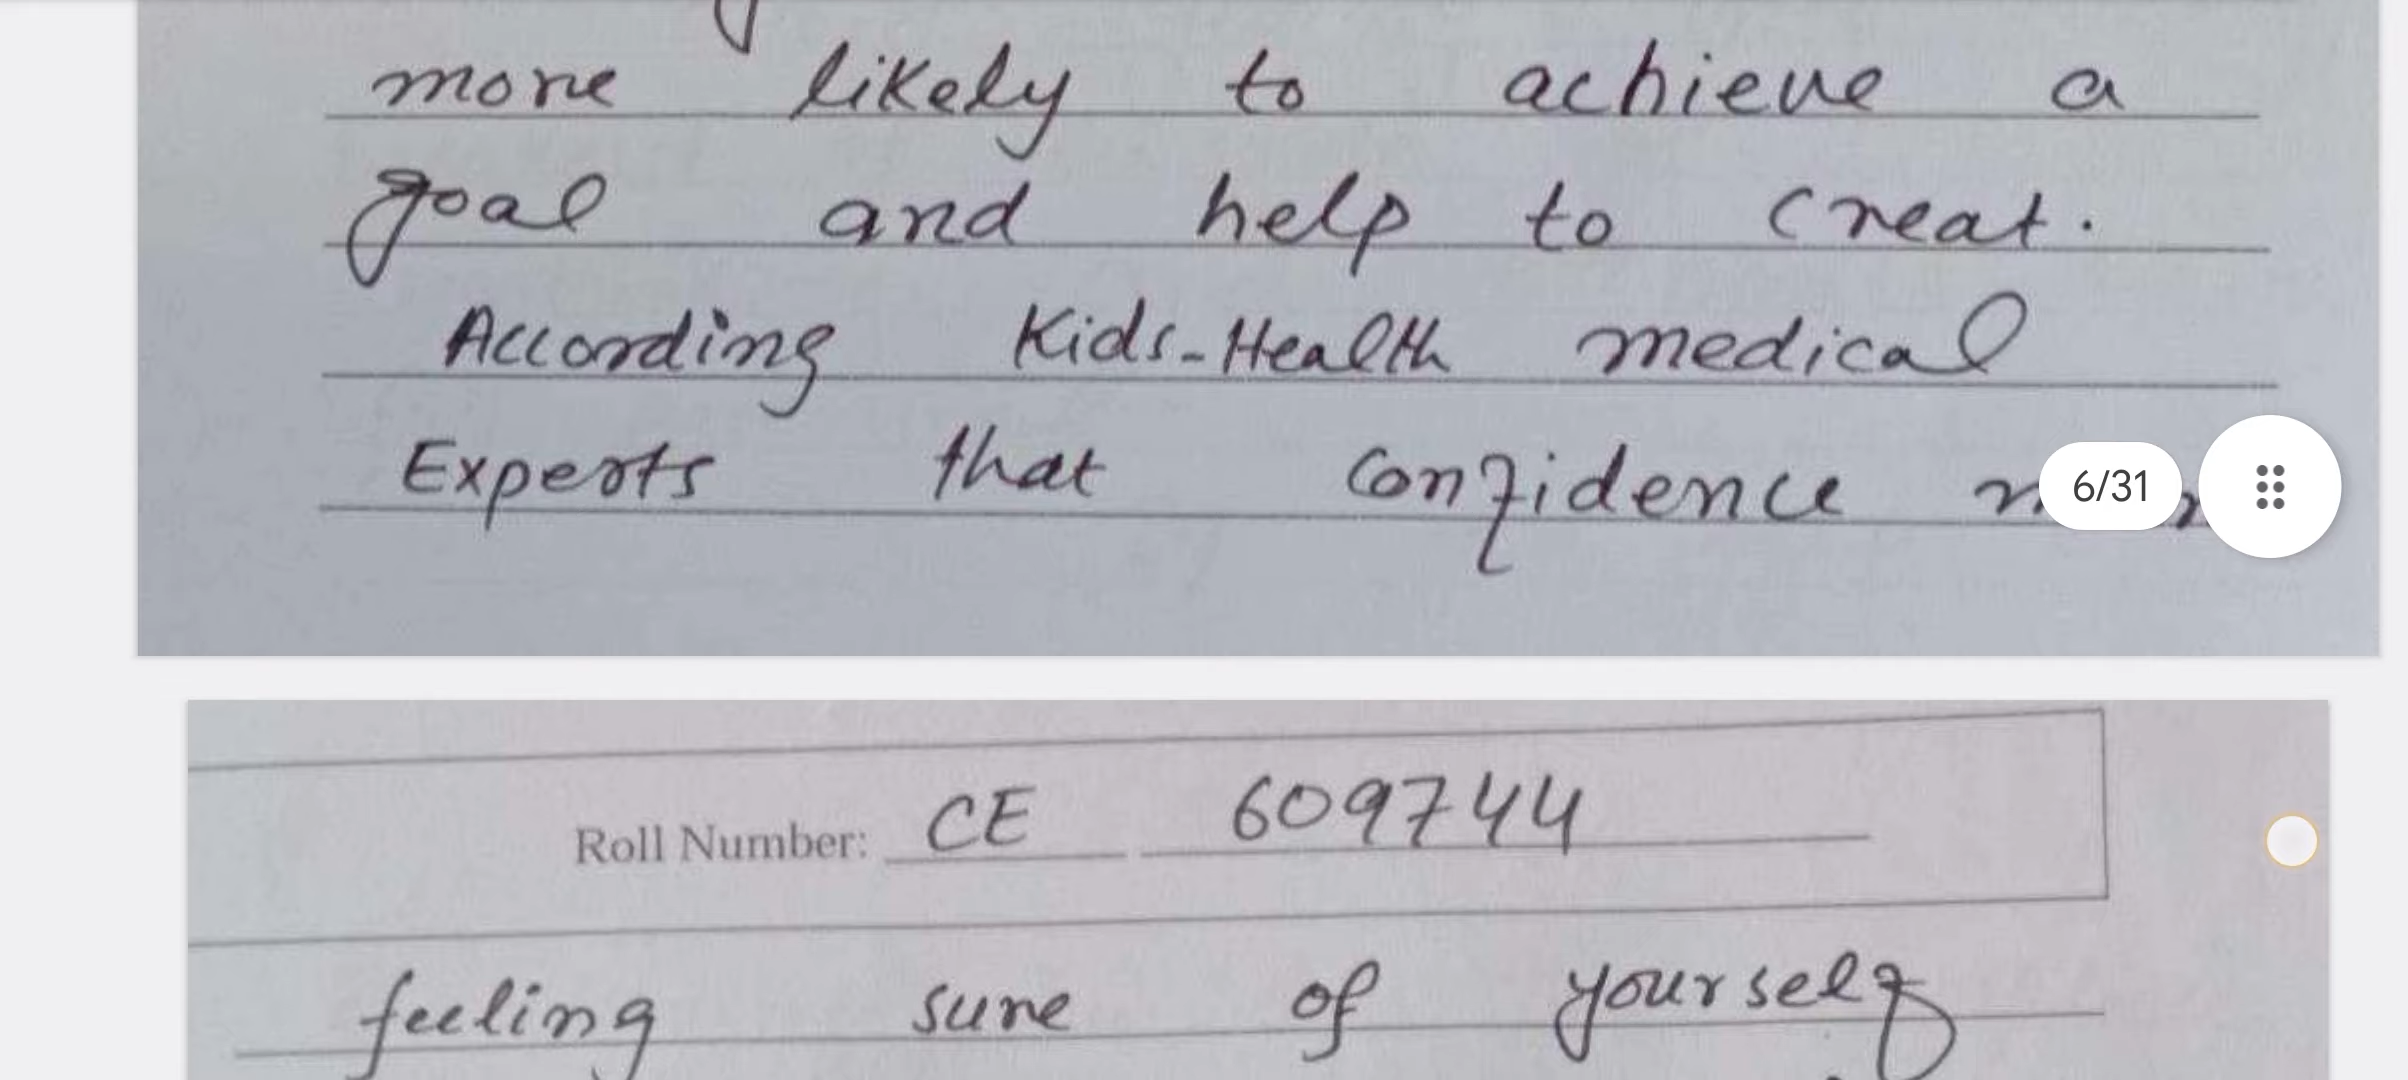 more likely to achieve a
goal and help to creat.
According Kids-Health medical
Experts that confidence
6/31
Roll Number: CE 609744
feeling sure of yourself